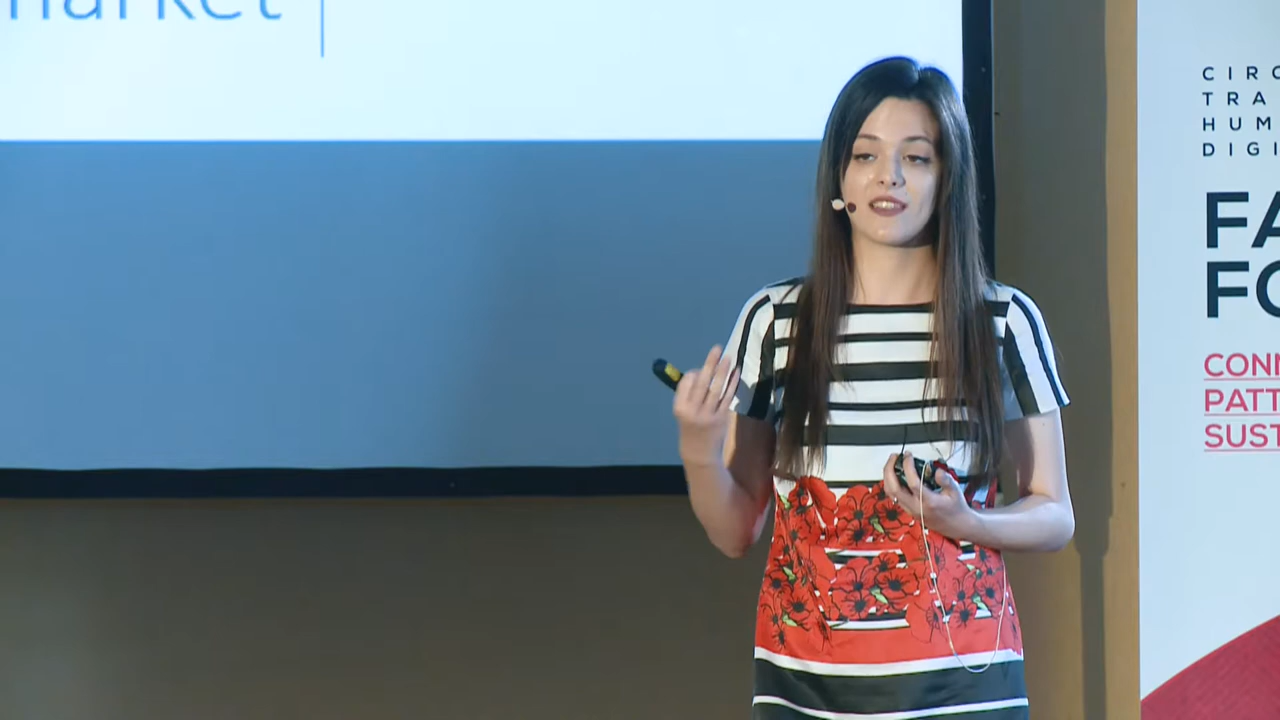 market
CIRC
TRA
HUM
DIGI
FA
FO
CONN
PATT
SUST